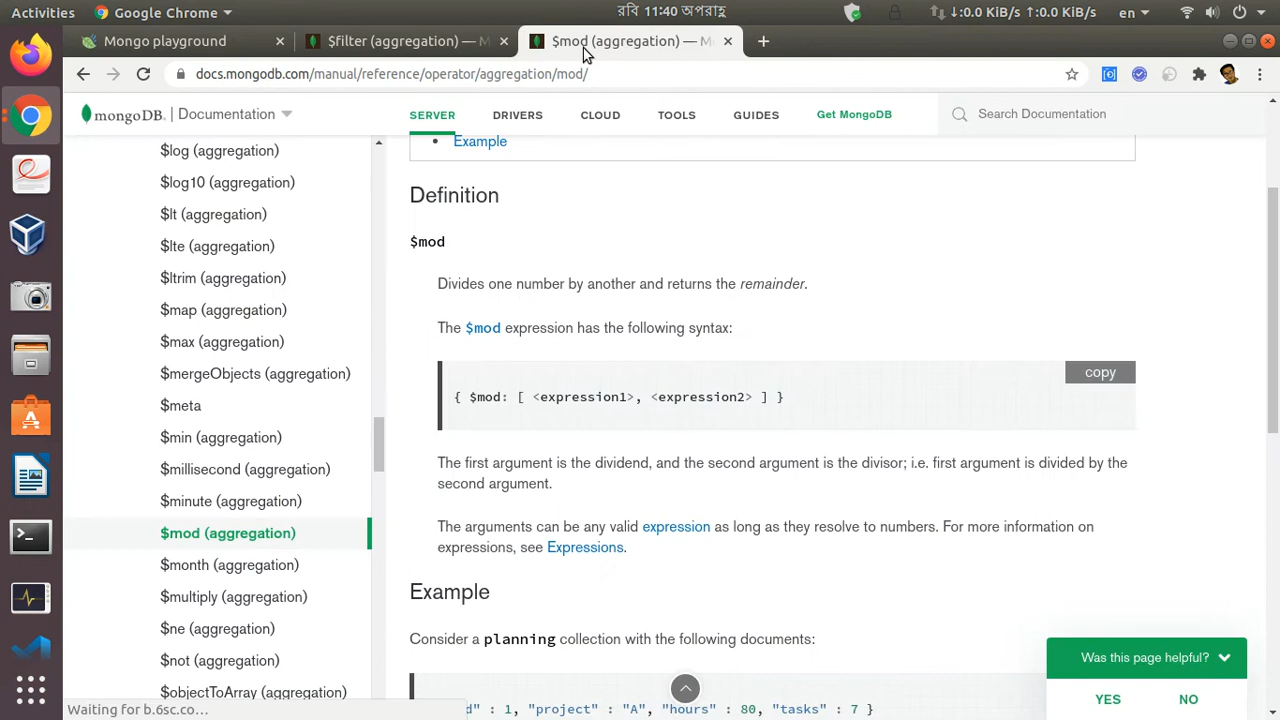 Activities Google Chrome রবি 11:40 অপরাহ্ণ ↓:0.0 KiB/s ↑:0.0 KiB/s en
Mongo playground $filter (aggregation) — M $mod (aggregation) — M
docs.mongodb.com/manual/reference/operator/aggregation/mod/
mongoDB. Documentation SERVER DRIVERS CLOUD TOOLS GUIDES Get MongoDB Search Documentation
$log (aggregation)
$log10 (aggregation)
$lt (aggregation)
$lte (aggregation)
$ltrim (aggregation)
$map (aggregation)
$max (aggregation)
$mergeObjects (aggregation)
$meta
$min (aggregation)
$millisecond (aggregation)
$minute (aggregation)
$mod (aggregation)
$month (aggregation)
$multiply (aggregation)
$ne (aggregation)
$not (aggregation)
$objectToArray (aggregation)
Example
Definition
$mod
Divides one number by another and returns the remainder.
The $mod expression has the following syntax:
copy
{ $mod: [ <expression1>, <expression2> ] }
The first argument is the dividend, and the second argument is the divisor; i.e. first argument is divided by the
second argument.
The arguments can be any valid expression as long as they resolve to numbers. For more information on
expressions, see Expressions.
Example
Consider a planning collection with the following documents:
d" : 1, "project" : "A", "hours" : 80, "tasks" : 7 }
Was this page helpful?
YES NO
Waiting for b.6sc.co...